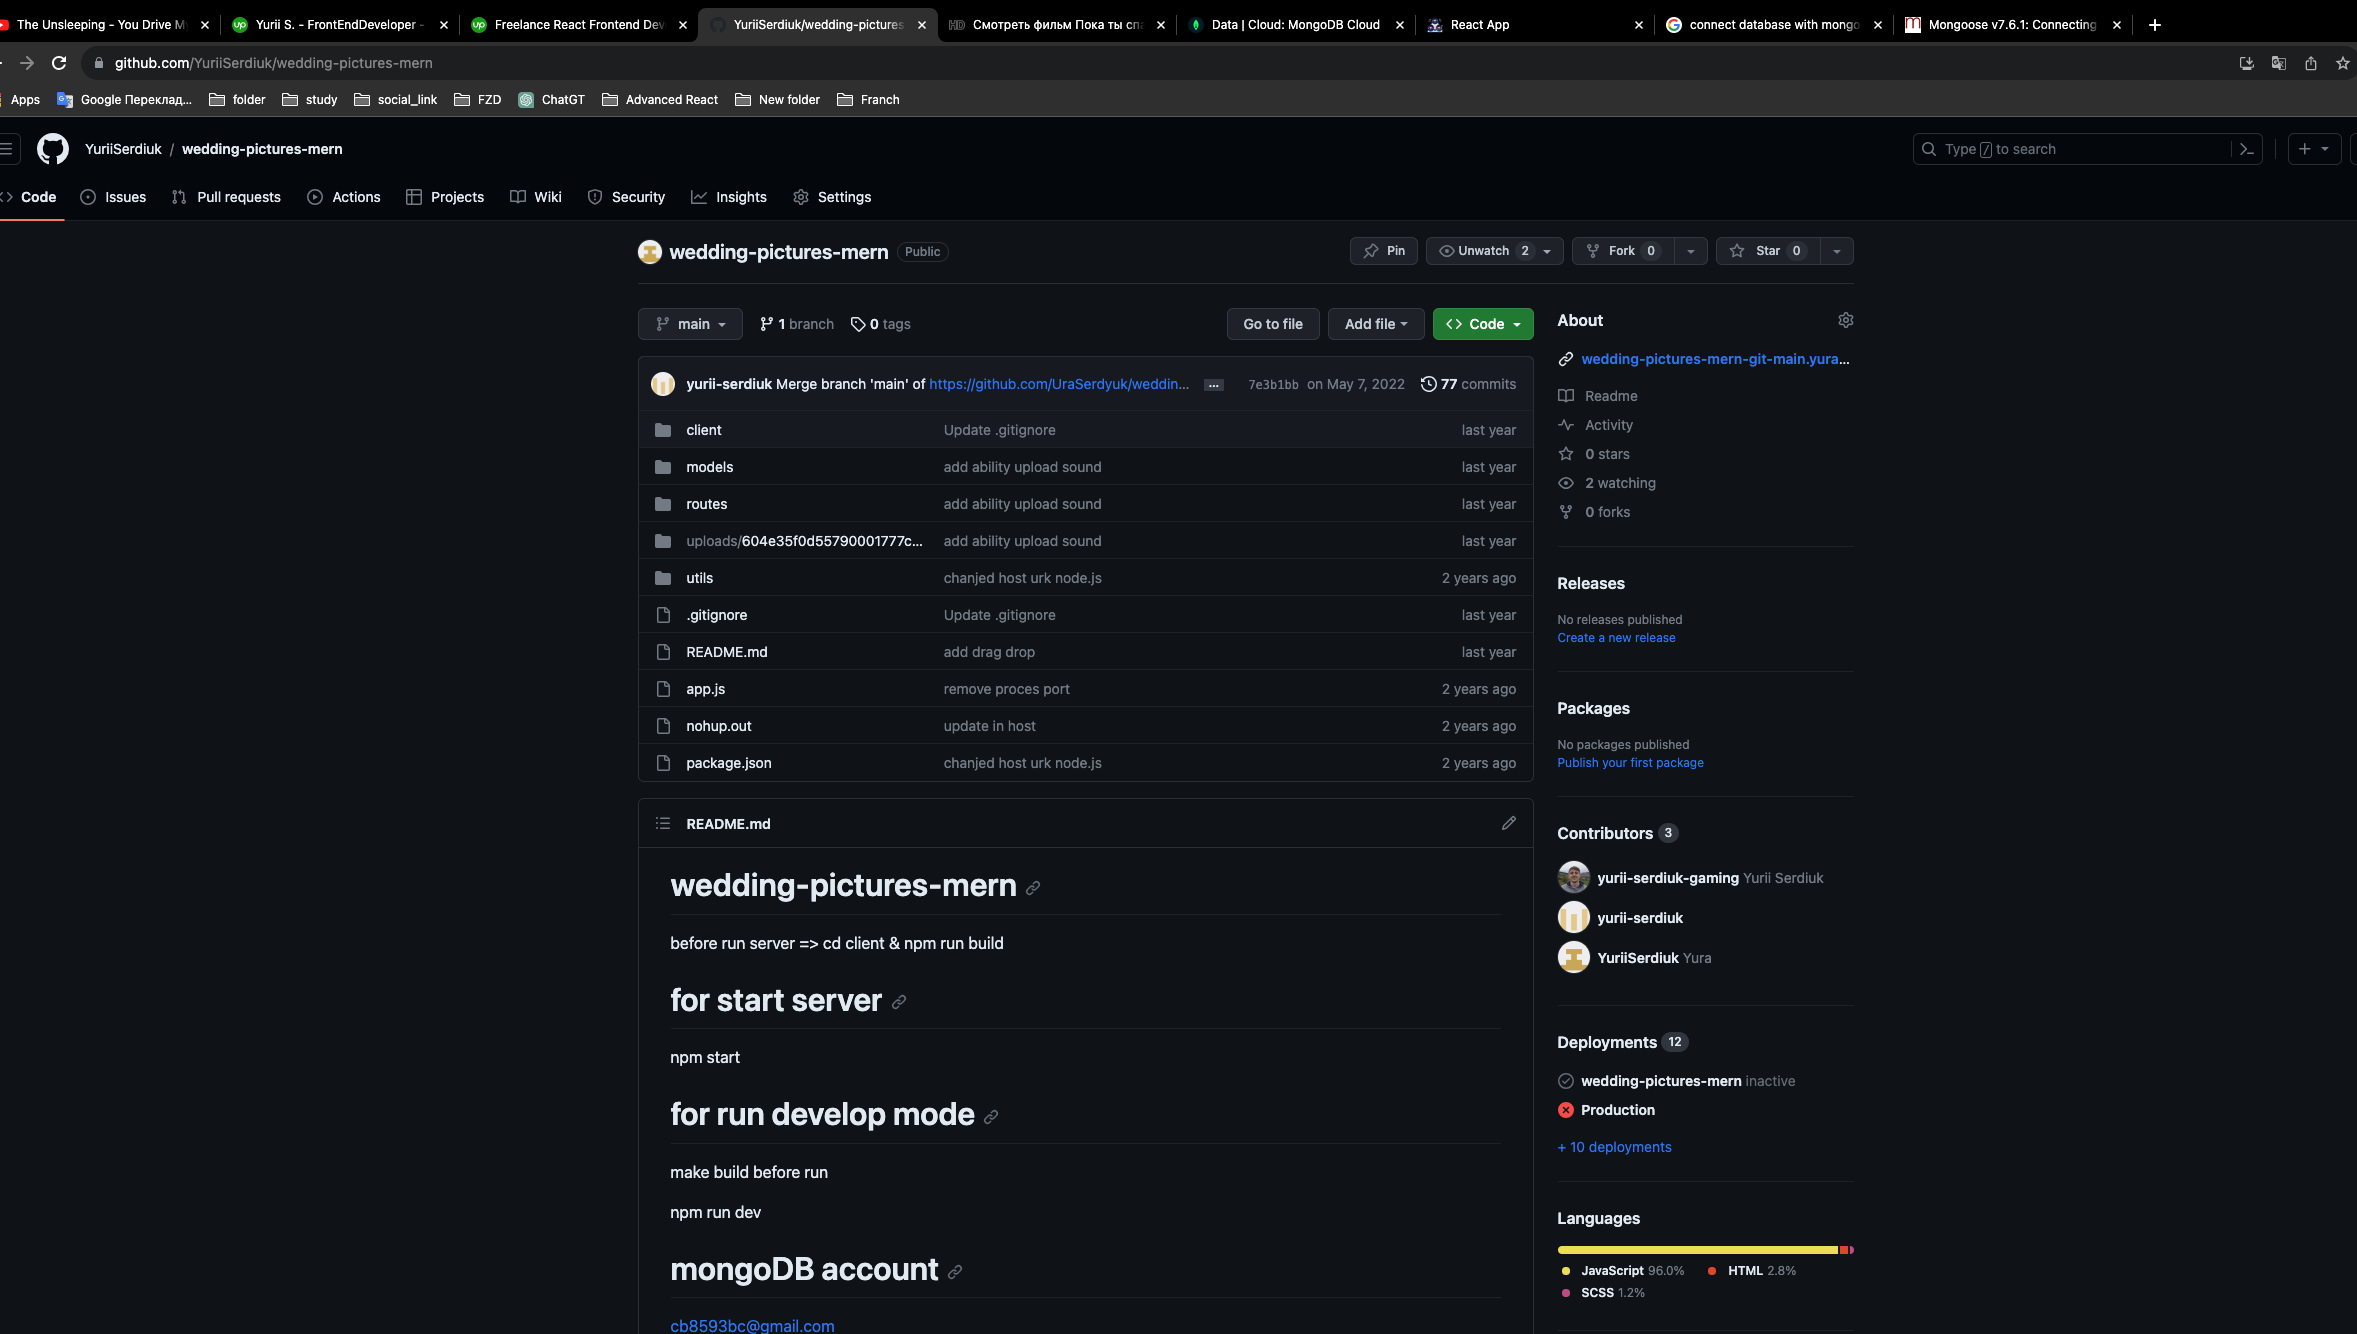 The Unsleeping - You Drive M
Yurii S. - FrontEndDeveloper -
Freelance React Frontend Dev
YuriiSerdiuk/wedding-pictures
Смотреть фильм Пока ты спа
Data | Cloud: MongoDB Cloud
React App
connect database with mongo
Mongoose v7.6.1: Connecting
github.com/YuriiSerdiuk/wedding-pictures-mern
Apps
Google Переклад...
folder
study
social_link
FZD
ChatGT
Advanced React
New folder
Franch
YuriiSerdiuk / wedding-pictures-mern
Type / to search
Code
Issues
Pull requests
Actions
Projects
Wiki
Security
Insights
Settings
wedding-pictures-mern Public
Pin
Unwatch 2
Fork 0
Star 0
main
1 branch
0 tags
Go to file
Add file
Code
yurii-serdiuk Merge branch 'main' of https://github.com/UraSerdyuk/weddin... ... 7e3b1bb on May 7, 2022 77 commits
client Update .gitignore last year
models add ability upload sound last year
routes add ability upload sound last year
uploads/604e35f0d55790001777c... add ability upload sound last year
utils chanjed host urk node.js 2 years ago
.gitignore Update .gitignore last year
README.md add drag drop last year
app.js remove proces port 2 years ago
nohup.out update in host 2 years ago
package.json chanjed host urk node.js 2 years ago
README.md
wedding-pictures-mern
before run server => cd client & npm run build
for start server
npm start
for run develop mode
make build before run
npm run dev
mongoDB account
cb8593bc@gmail.com
About
wedding-pictures-mern-git-main.yura...
Readme
Activity
0 stars
2 watching
0 forks
Releases
No releases published
Create a new release
Packages
No packages published
Publish your first package
Contributors 3
yurii-serdiuk-gaming Yurii Serdiuk
yurii-serdiuk
YuriiSerdiuk Yura
Deployments 12
wedding-pictures-mern inactive
Production
+ 10 deployments
Languages
JavaScript 96.0%
HTML 2.8%
SCSS 1.2%